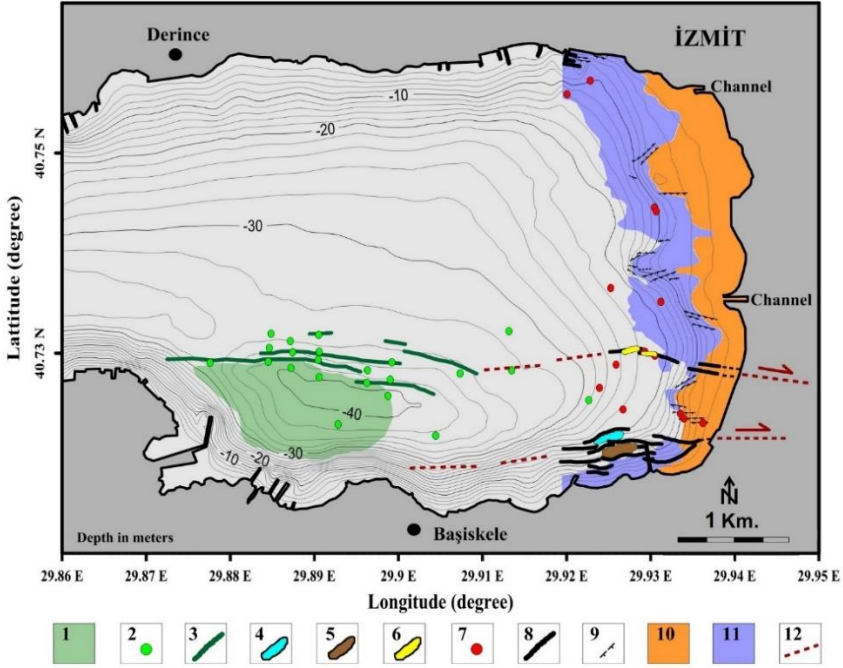 Derince
İZMİT
Channel
-10
-20
40.75 N
-30
Channel
Lattitude (degree)
40.73 N
-40
-30
-20
-10
N
1 Km.
Depth in meters
Başiskele
29.86 E 29.87 E 29.88 E 29.89 E 29.9 E 29.91 E 29.92 E 29.93 E 29.94 E 29.95 E
Longitude (degree)
1 2 3 4 5 6 7 8 9 10 11 12